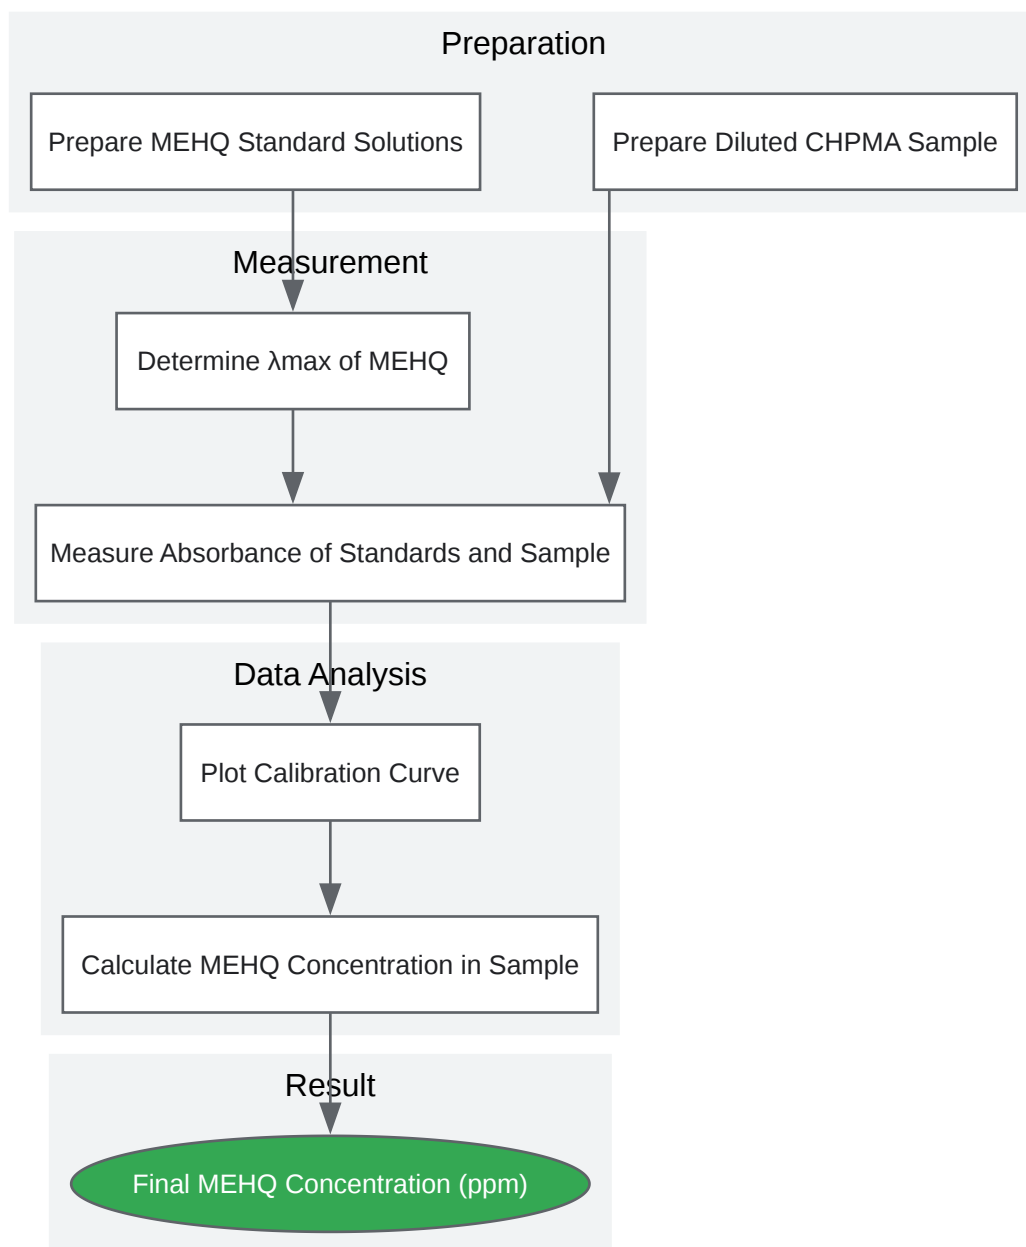 Preparation
Prepare MEHQ Standard Solutions
Prepare Diluted CHPMA Sample
Measurement
Determine λmax of MEHQ
Measure Absorbance of Standards and Sample
Data Analysis
Plot Calibration Curve
Calculate MEHQ Concentration in Sample
Result
Final MEHQ Concentration (ppm)